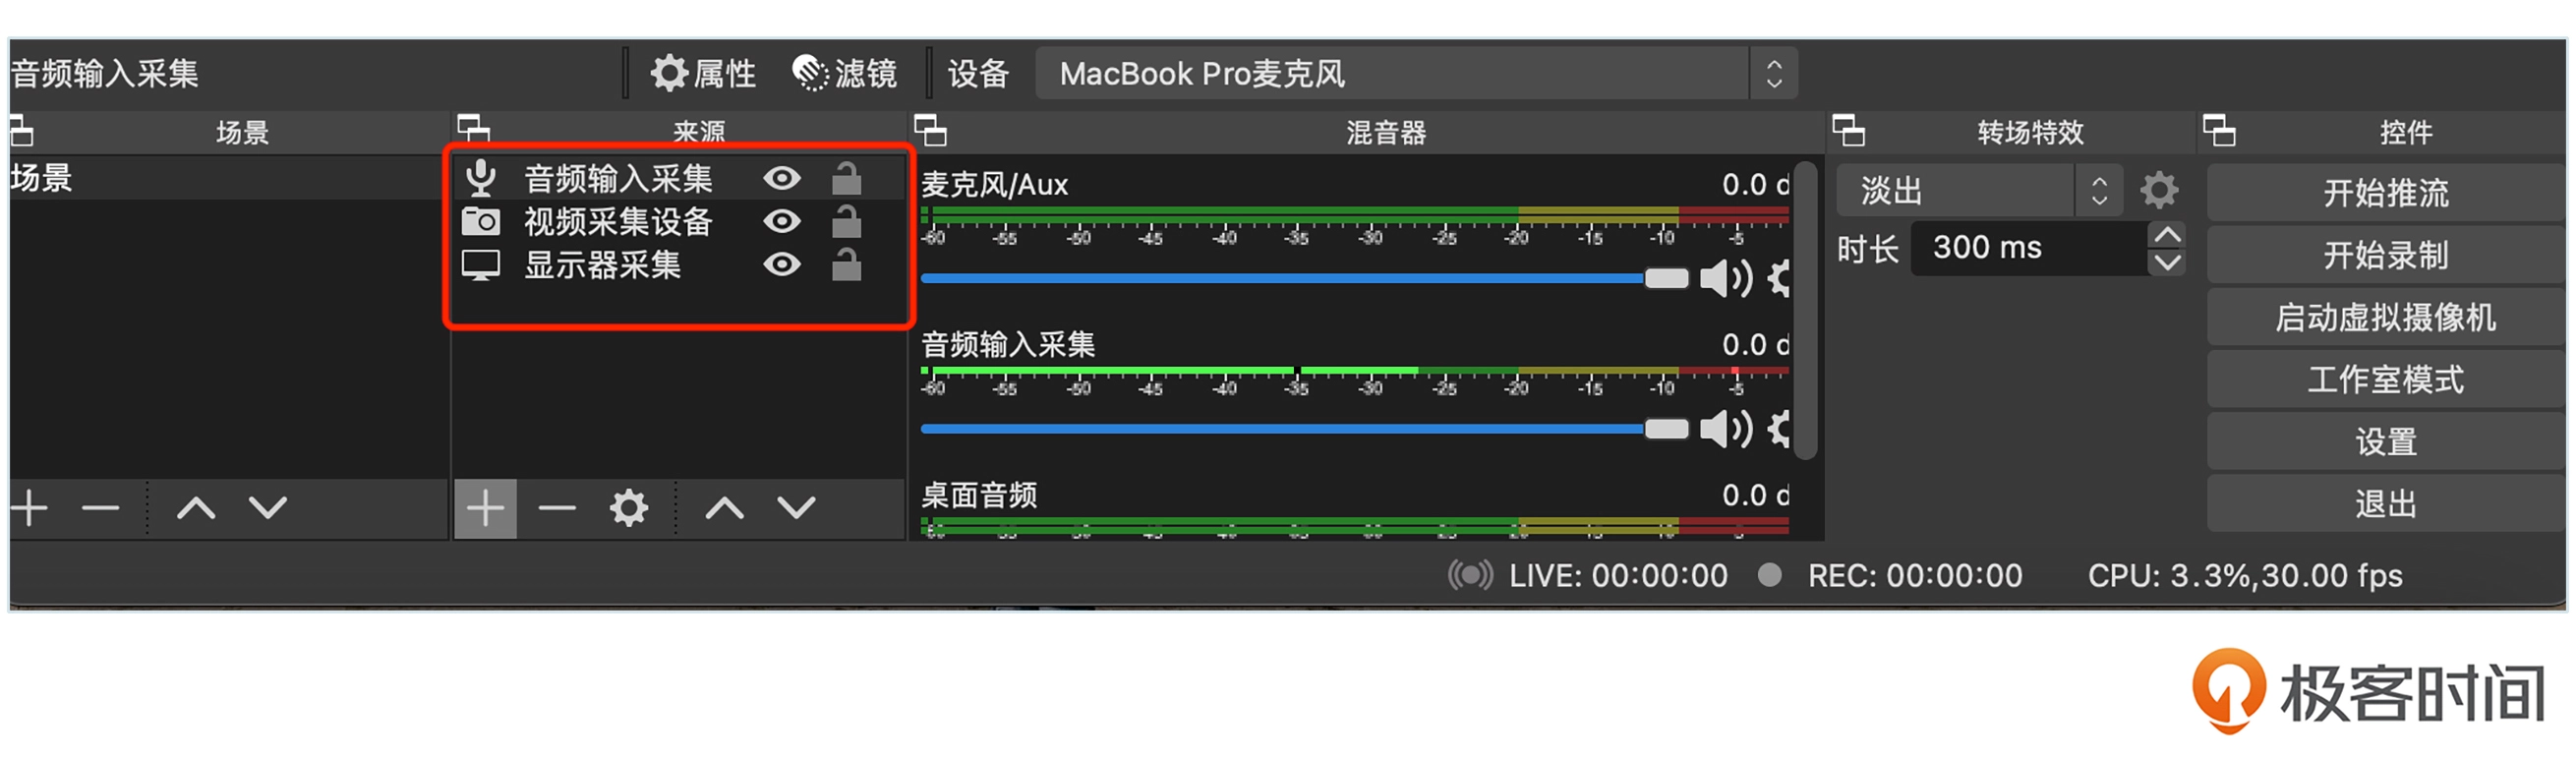 音频输入采集 属性 滤镜 设备 MacBook Pro麦克风
场景 来源 混音器 转场特效 控件
场景
音频输入采集
视频采集设备
显示器采集
麦克风/Aux 0.0 d
-60 -55 -50 -45 -40 -35 -30 -25 -20 -15 -10 -5
音频输入采集 0.0 d
-60 -55 -50 -45 -40 -35 -30 -25 -20 -15 -10 -5
桌面音频 0.0 d
淡出
时长 300 ms
开始推流
开始录制
启动虚拟摄像机
工作室模式
设置
退出
LIVE: 00:00:00 REC: 00:00:00 CPU: 3.3%,30.00 fps
极客时间